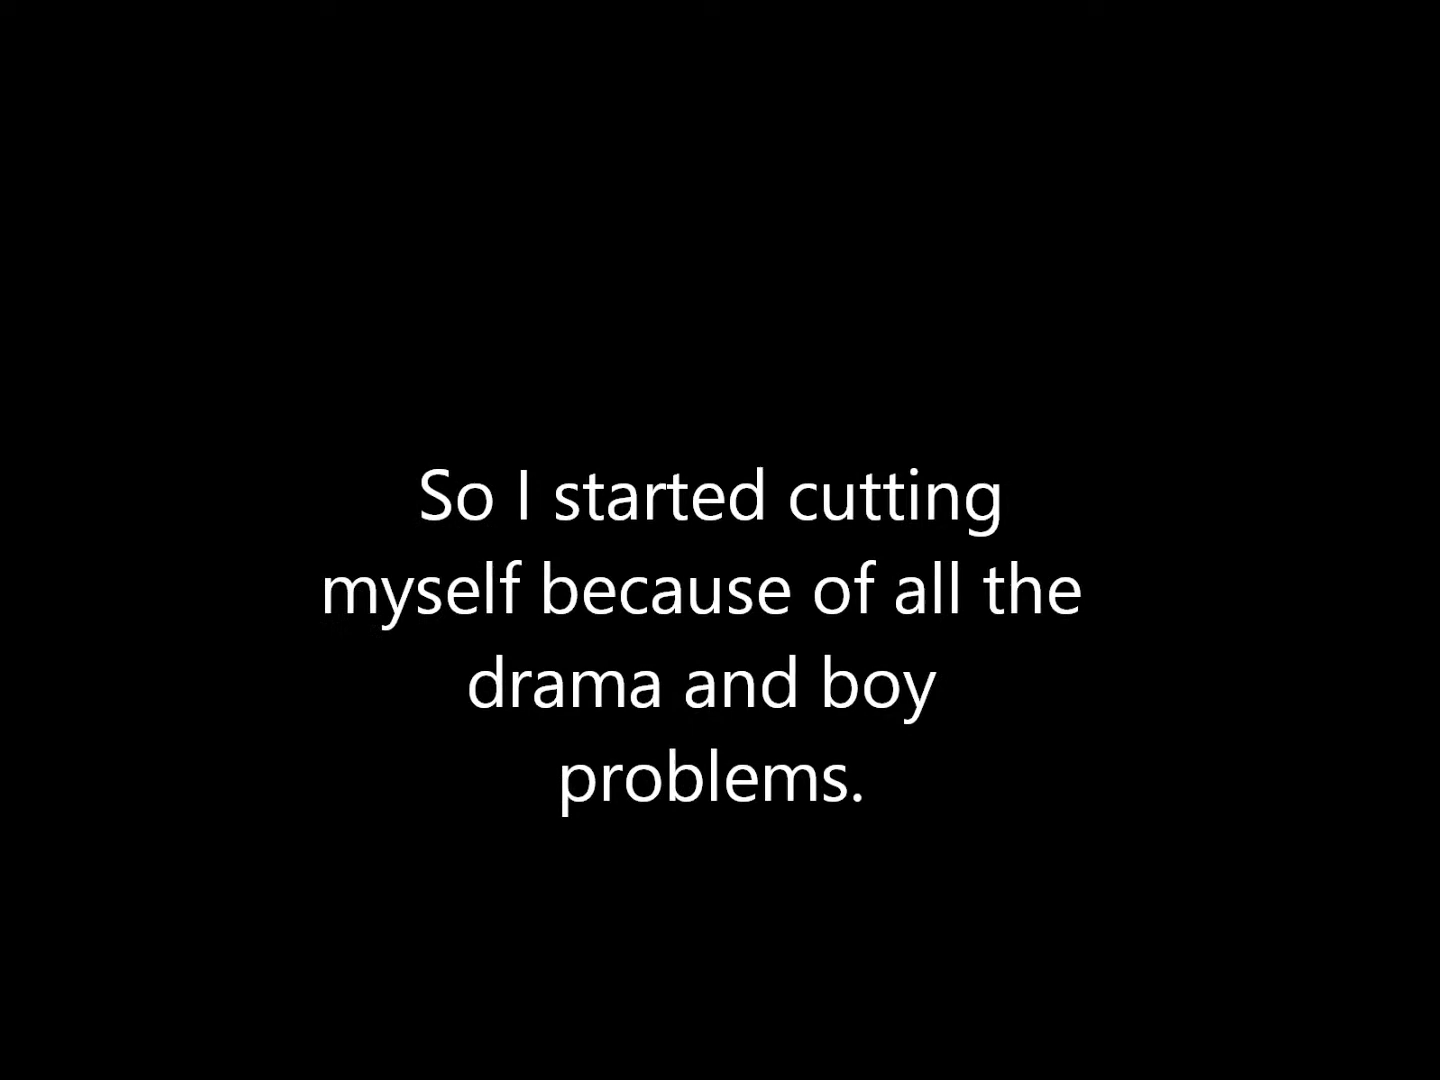 So I started cutting
myself because of all the
drama and boy
problems.